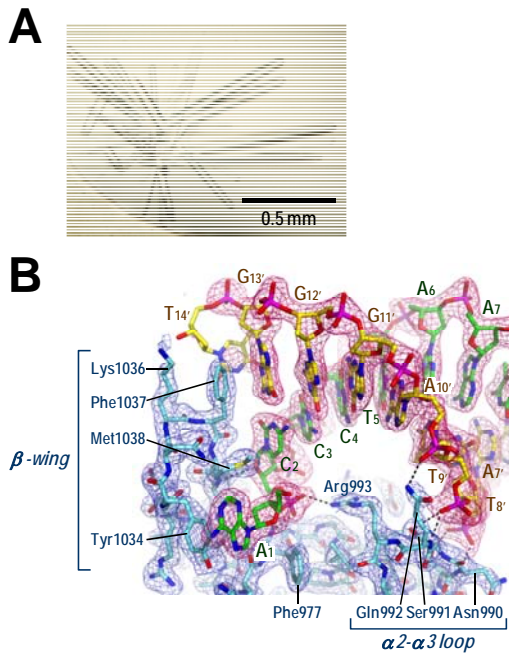 A
0.5 mm
B
G13'
G12'
A6
A7
T14'
G11'
Lys1036
Phe1037
A10'
T5
C4
C3
Met1038
β-wing
C2
T9'
A7'
Arg993
T8'
Tyr1034
A1
Phe977
Gln992 Ser991 Asn990
α2-α3 loop